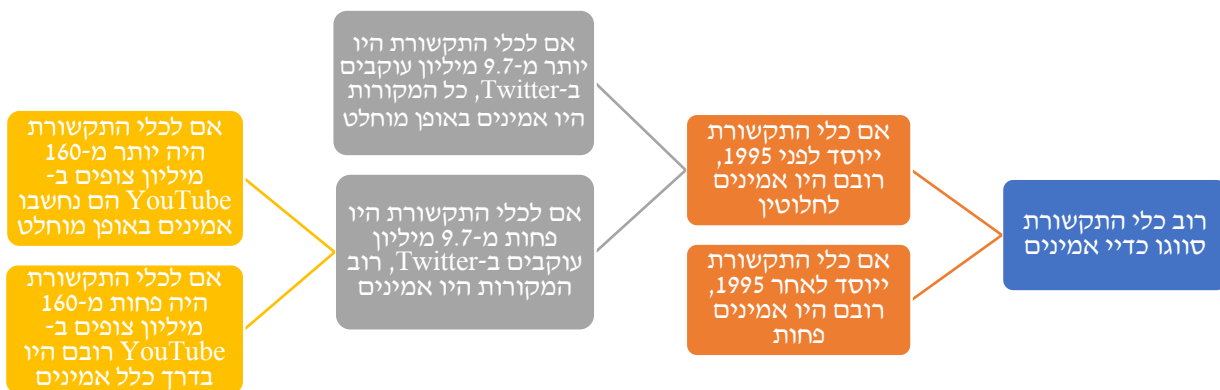 רוב כלי התקשורת
סווגו כדיי אמינים
אם כלי התקשורת
ייוסד לפני 1995,
רובם היו אמינים
לחלוטין
אם כלי התקשורת
ייוסד לאחר 1995,
רובם היו אמינים
פחות
אם לכלי התקשורת היו
יותר מ-9.7 מיליון עוקבים
ב-Twitter, כל המקורות
היו אמינים באופן מוחלט
אם לכלי התקשורת היו
פחות מ-9.7 מיליון
עוקבים ב-Twitter, רוב
המקורות היו אמינים
אם לכלי התקשורת
היה יותר מ-160
מיליון צופים ב-
YouTube הם נחשבו
אמינים באופן מוחלט
אם לכלי התקשורת
היה פחות מ-160
מיליון צופים ב-
YouTube רובם היו
בדרך כלל אמינים